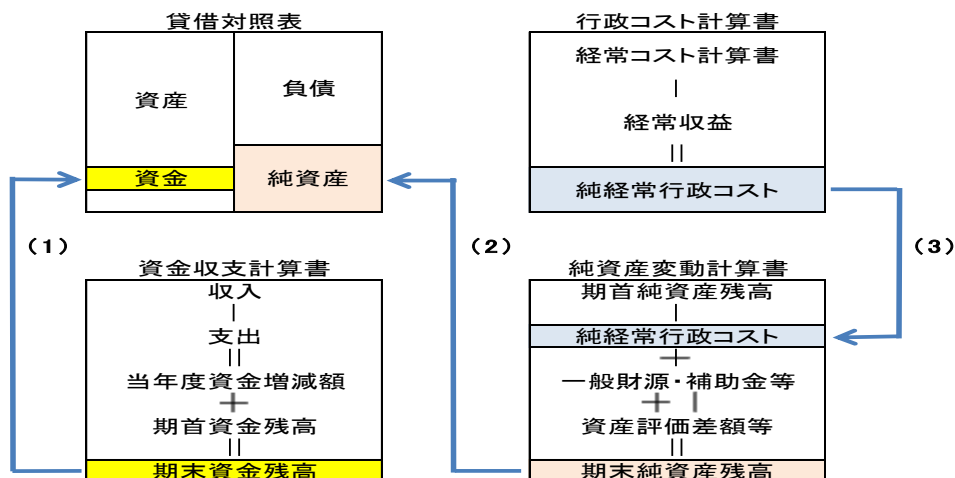 貸借対照表
資産
負債
資金
純資産
行政コスト計算書
経常コスト計算書
－
経常収益
＝
純経常行政コスト
（1）
（2）
（3）
資金収支計算書
収入
－
支出
＝
当年度資金増減額
＋
期首資金残高
＝
期末資金残高
純資産変動計算書
期首純資産残高
－
純経常行政コスト
＋
一般財源・補助金等
＋－
資産評価差額等
＝
期末純資産残高